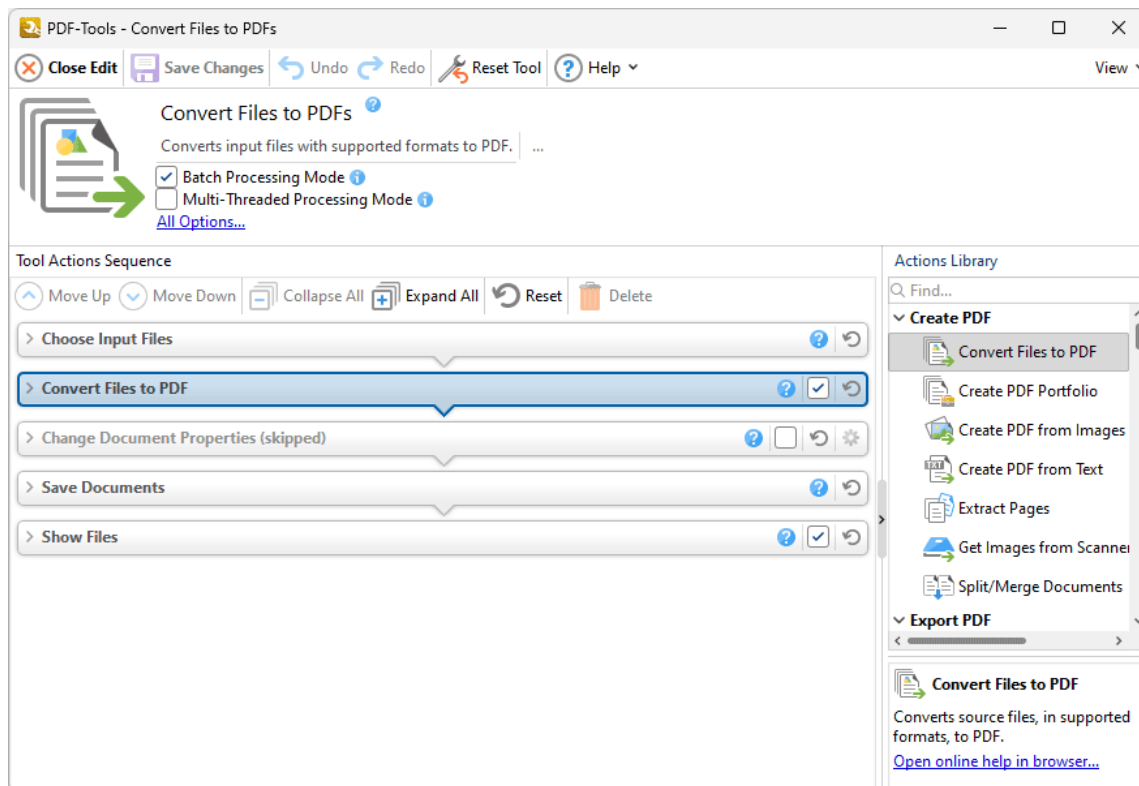 PDF-Tools - Convert Files to PDFs
Close Edit Save Changes Undo Redo Reset Tool ? Help View
Convert Files to PDFs ?
Converts input files with supported formats to PDF. ...
Batch Processing Mode i
Multi-Threaded Processing Mode i
All Options...
Tool Actions Sequence
Move Up Move Down Collapse All Expand All Reset Delete
Choose Input Files ?
Convert Files to PDF ?
Change Document Properties (skipped) ?
Save Documents ?
Show Files ?
Actions Library
Find...
Create PDF
Convert Files to PDF
Create PDF Portfolio
Create PDF from Images
TXT Create PDF from Text
Extract Pages
Get Images from Scanner
Split/Merge Documents
Export PDF
Convert Files to PDF
Converts source files, in supported
formats, to PDF.
Open online help in browser...